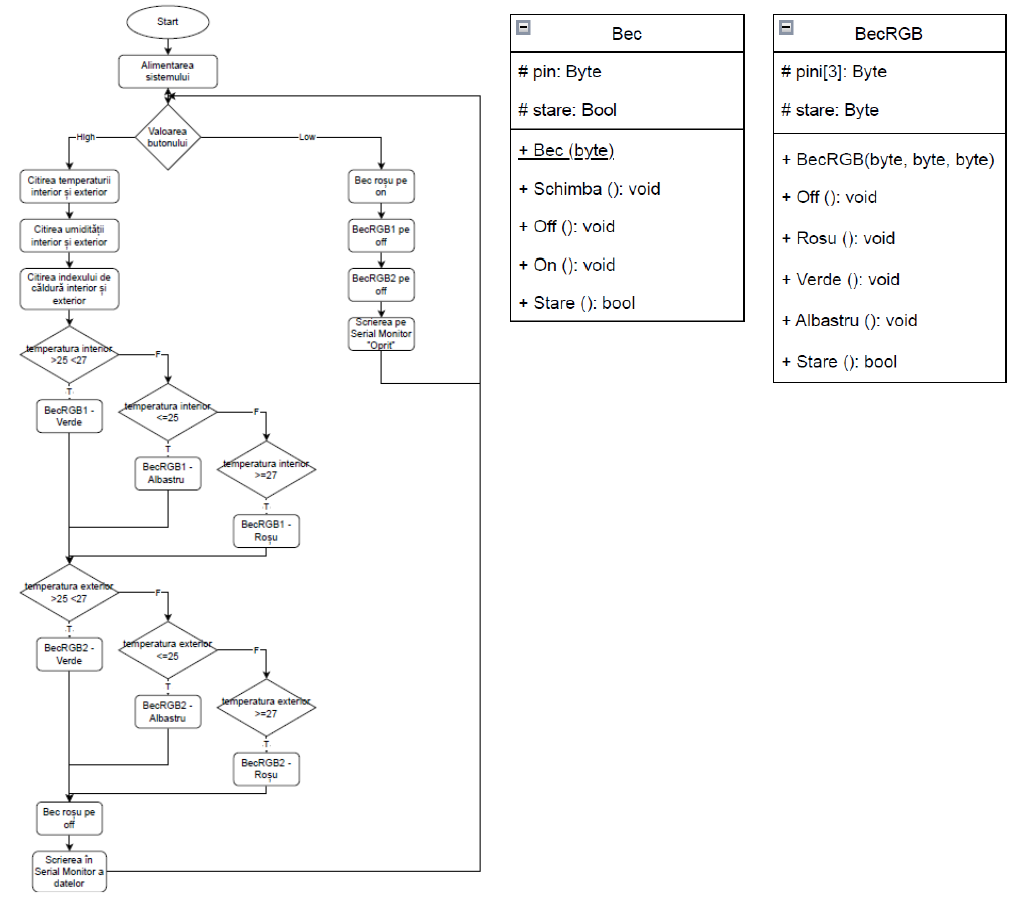 Start
Alimentarea
sistemului
Valoarea
butonului
High
Low
Citirea temperaturii
interior și exterior
Citirea umidității
interior și exterior
Citirea indexului de
căldură interior și
exterior
temperatura interior
>25 <27
F
T
BecRGB1 -
Verde
temperatura interior
<=25
F
T
BecRGB1 -
Albastru
temperatura interior
>=27
T
BecRGB1 -
Roșu
temperatura exterior
>25 <27
F
T
BecRGB2 -
Verde
temperatura exterior
<=25
F
T
BecRGB2 -
Albastru
temperatura exterior
>=27
T
BecRGB2 -
Roșu
Bec roșu pe
off
Scrierea în
Serial Monitor a
datelor
Bec roșu pe
on
BecRGB1 pe
off
BecRGB2 pe
off
Scrierea pe
Serial Monitor
"Oprit"
Bec
# pin: Byte
# stare: Bool
+ Bec (byte)
+ Schimba (): void
+ Off (): void
+ On (): void
+ Stare (): bool
BecRGB
# pini[3]: Byte
# stare: Byte
+ BecRGB(byte, byte, byte)
+ Off (): void
+ Rosu (): void
+ Verde (): void
+ Albastru (): void
+ Stare (): bool